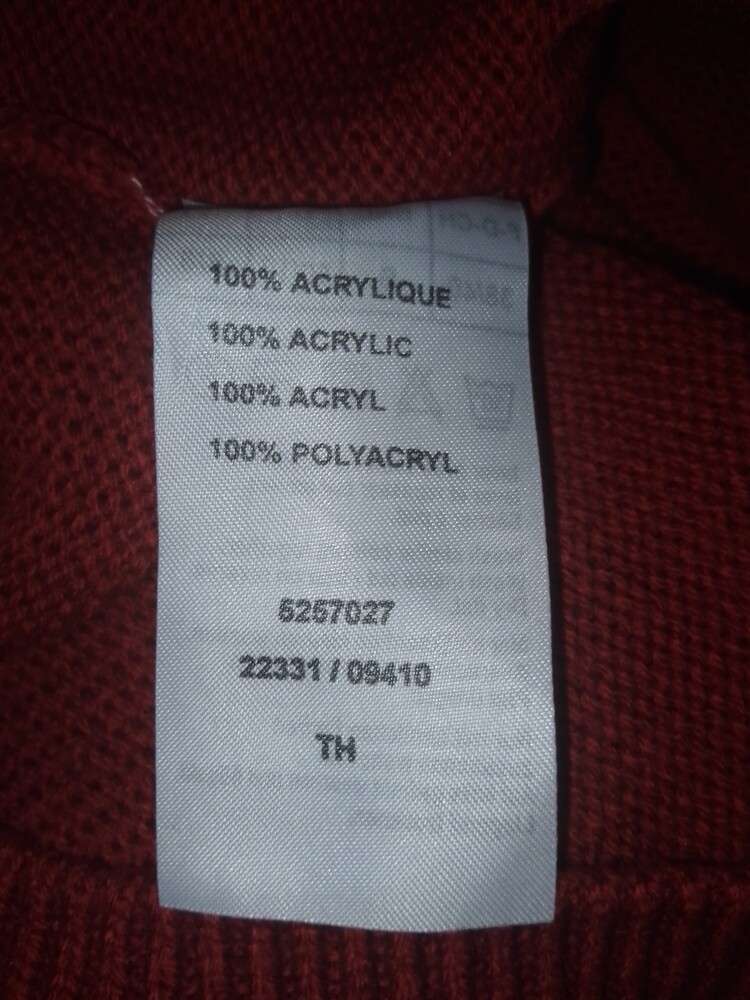 100% ACRYLIQUE
100% ACRYLIC
100% ACRYL
100% POLYACRYL
5257027
22331 / 09410
TH